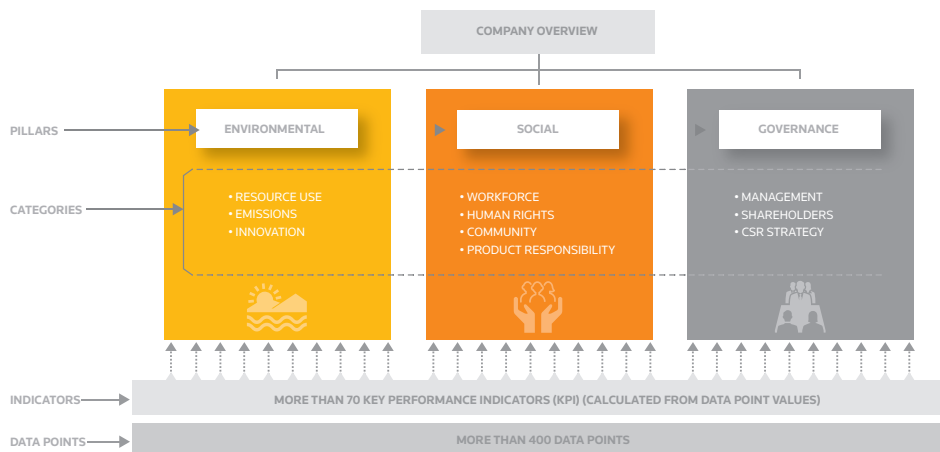 COMPANY OVERVIEW
PILLARS
ENVIRONMENTAL
SOCIAL
GOVERNANCE
CATEGORIES
• RESOURCE USE
• EMISSIONS
• INNOVATION
• WORKFORCE
• HUMAN RIGHTS
• COMMUNITY
• PRODUCT RESPONSIBILITY
• MANAGEMENT
• SHAREHOLDERS
• CSR STRATEGY
INDICATORS
MORE THAN 70 KEY PERFORMANCE INDICATORS (KPI) (CALCULATED FROM DATA POINT VALUES)
DATA POINTS
MORE THAN 400 DATA POINTS